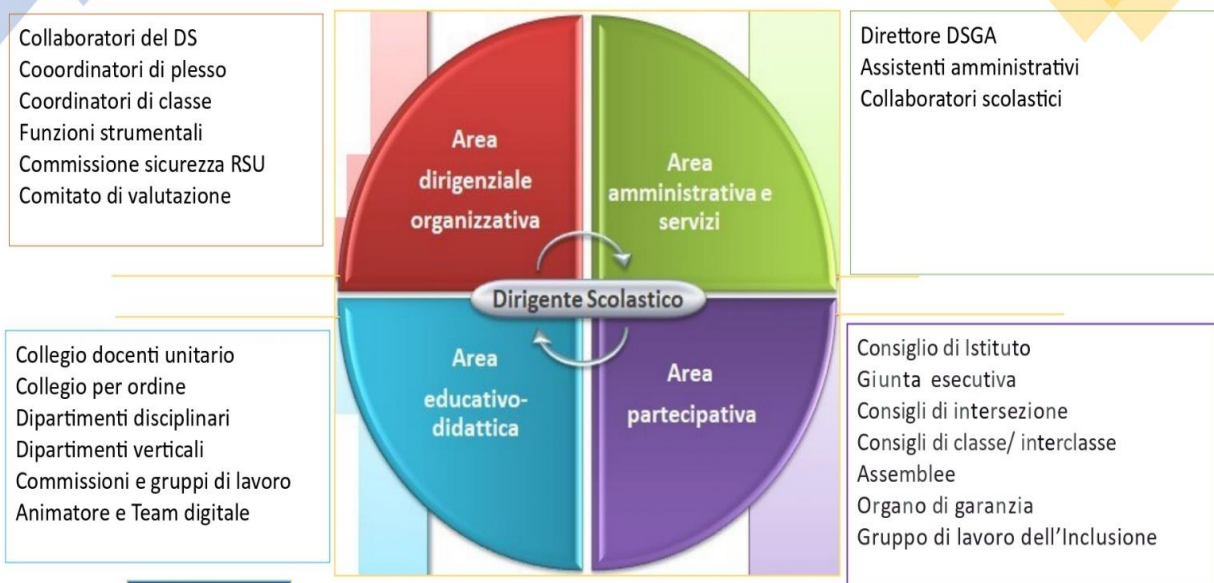 Collaboratori del DS
Cooordinatori di plesso
Coordinatori di classe
Funzioni strumentali
Commissione sicurezza RSU
Comitato di valutazione
Area
dirigenziale
organizzativa
Area
amministrativa e
servizi
Direttore DSGA
Assistenti amministrativi
Collaboratori scolastici
Dirigente Scolastico
Collegio docenti unitario
Collegio per ordine
Dipartimenti disciplinari
Dipartimenti verticali
Commissioni e gruppi di lavoro
Animatore e Team digitale
Area
educativo-
didattica
Area
partecipativa
Consiglio di Istituto
Giunta esecutiva
Consigli di intersezione
Consigli di classe/ interclasse
Assemblee
Organo di garanzia
Gruppo di lavoro dell'Inclusione